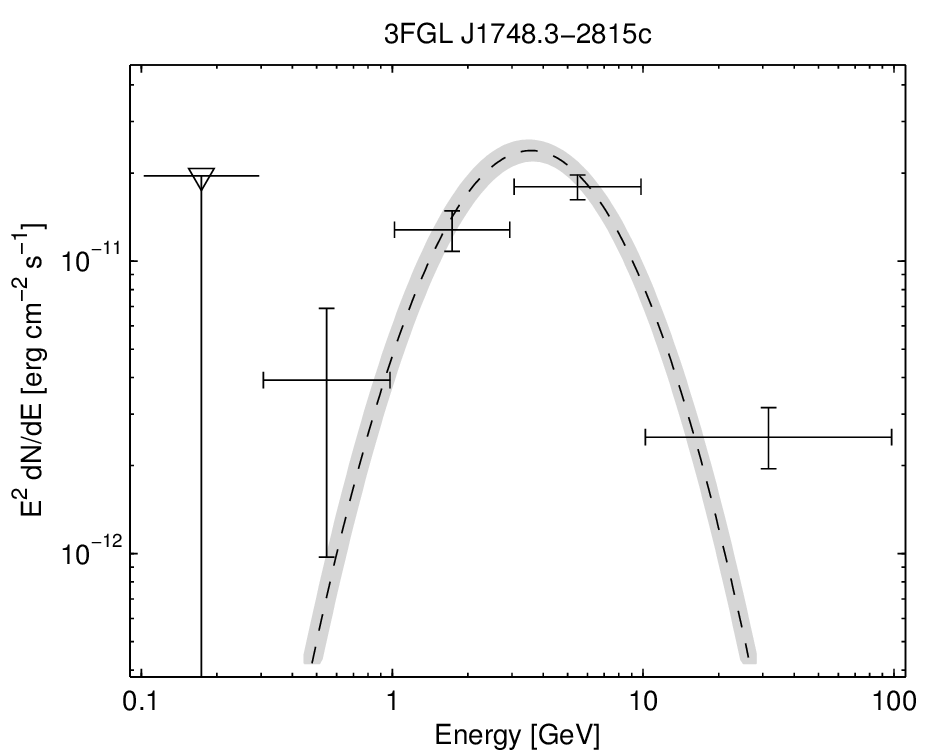 3FGL J1748.3−2815c
E² dN/dE [erg cm⁻² s⁻¹]
10⁻¹¹
10⁻¹²
0.1 1 10 100
Energy [GeV]